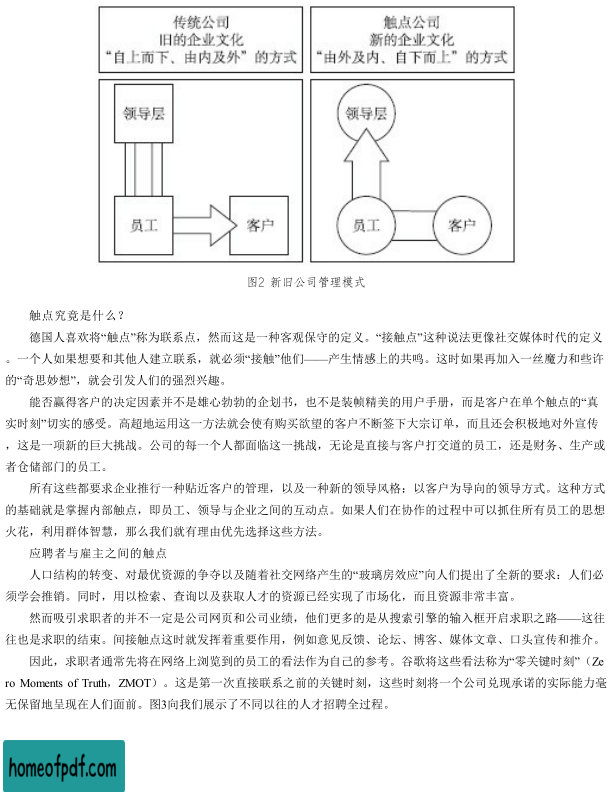 传统公司
旧的企业文化
“自上而下、由内及外”的方式
触点公司
新的企业文化
“由外及内、自下而上”的方式
领导层
员工
客户
领导层
员工
客户
图2 新旧公司管理模式
触点究竟是什么？
德国人喜欢将“触点”称为联系点，然而这是一种客观保守的定义。“接触点”这种说法更像社交媒体时代的定义
。一个人如果想要和其他人建立联系，就必须“接触”他们——产生情感上的共鸣。这时如果再加入一丝魔力和些许
的“奇思妙想”，就会引发人们的强烈兴趣。
能否赢得客户的决定因素并不是雄心勃勃的企划书，也不是装帧精美的用户手册，而是客户在单个触点的“真
实时刻”切实的感受。高超地运用这一方法就会使有购买欲望的客户不断签下大宗订单，而且还会积极地对外宣传
，这是一项新的巨大挑战。公司的每一个人都面临这一挑战，无论是直接与客户打交道的员工，还是财务、生产或
者仓储部门的员工。
所有这些都要求企业推行一种贴近客户的管理，以及一种新的领导风格：以客户为导向的领导方式。这种方式
的基础就是掌握内部触点，即员工、领导与企业之间的互动点。如果人们在协作的过程中可以抓住所有员工的思想
火花，利用群体智慧，那么我们就有理由优先选择这些方法。
应聘者与雇主之间的触点
人口结构的转变、对最优资源的争夺以及随着社交网络产生的“玻璃房效应”向人们提出了全新的要求：人们必
须学会推销。同时，用以检索、查询以及获取人才的资源已经实现了市场化，而且资源非常丰富。
然而吸引求职者的并不一定是公司网页和公司业绩，他们更多的是从搜索引擎的输入框开启求职之路——这往
往也是求职的结束。间接触点这时就发挥着重要作用，例如意见反馈、论坛、博客、媒体文章、口头宣传和推介。
因此，求职者通常先将在网络上浏览到的员工的看法作为自己的参考。谷歌将这些看法称为“零关键时刻”（Ze
ro Moments of Truth，ZMOT）。这是第一次直接联系之前的关键时刻，这些时刻将一个公司兑现承诺的实际能力毫
无保留地呈现在人们面前。图3向我们展示了不同以往的人才招聘全过程。
homeofpdf.com